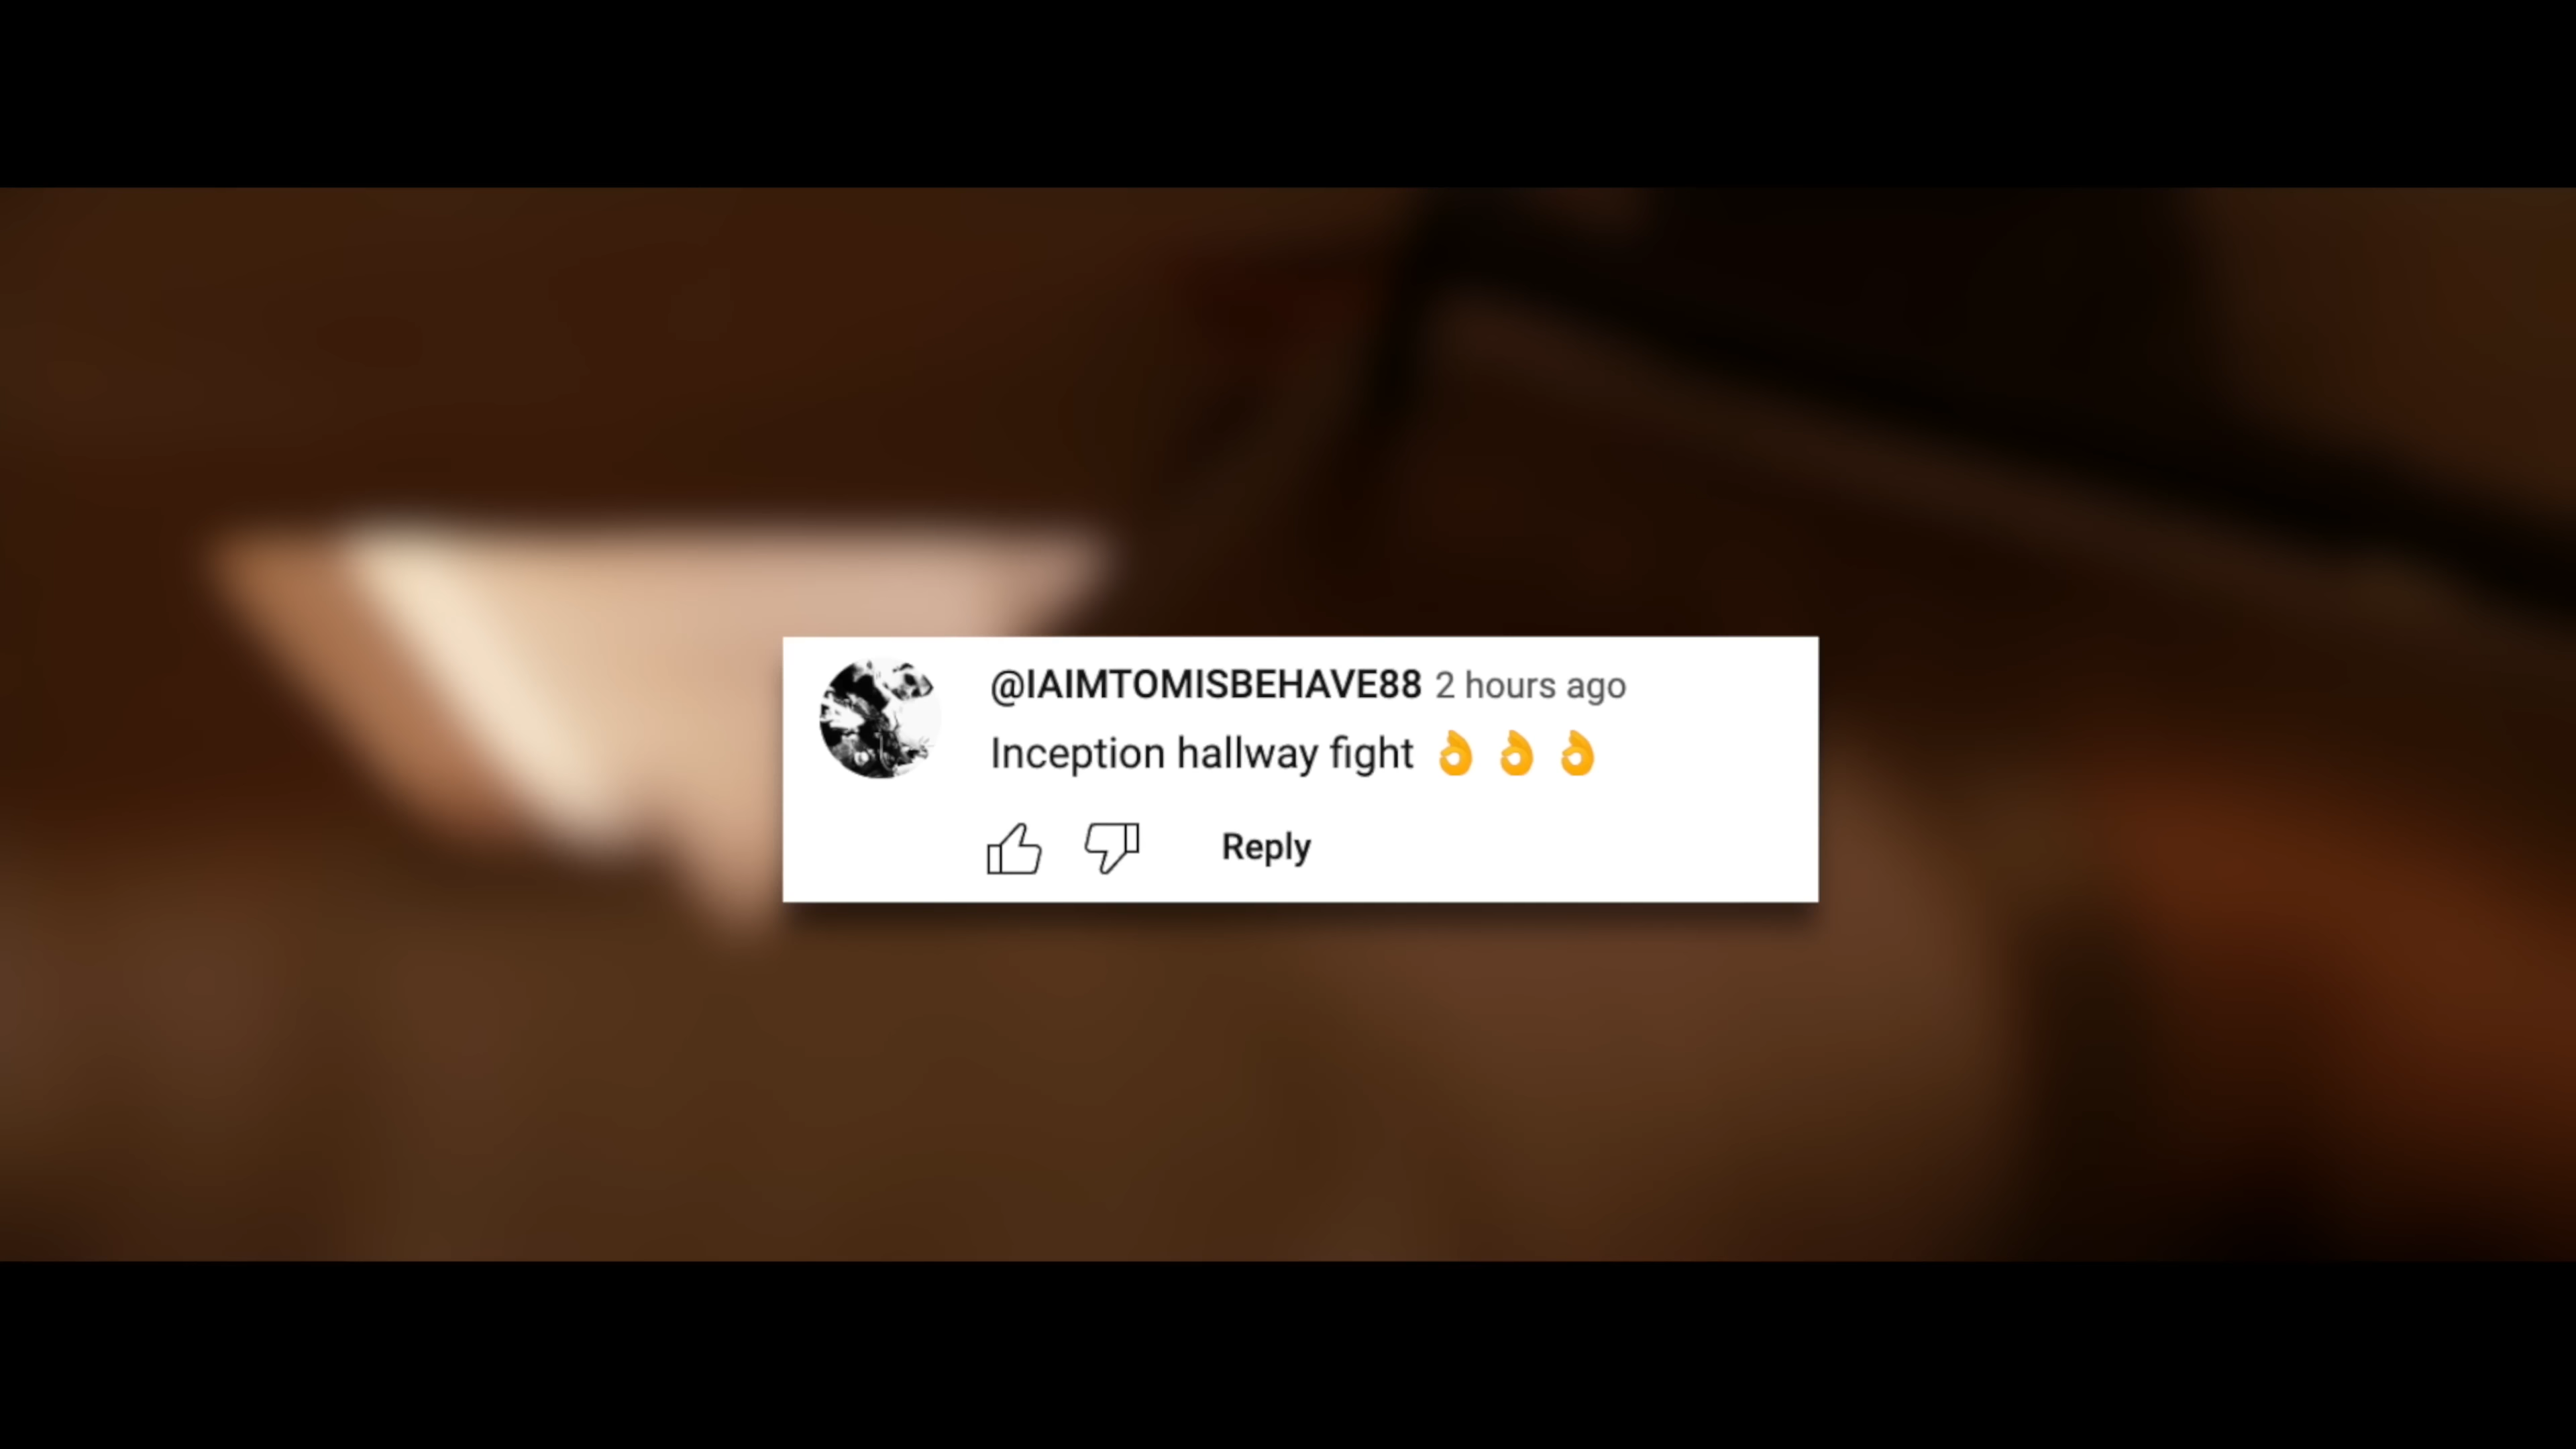 @IAIMTOMISBEHAVE88 2 hours ago
Inception hallway fight 👌 👌 👌
Reply